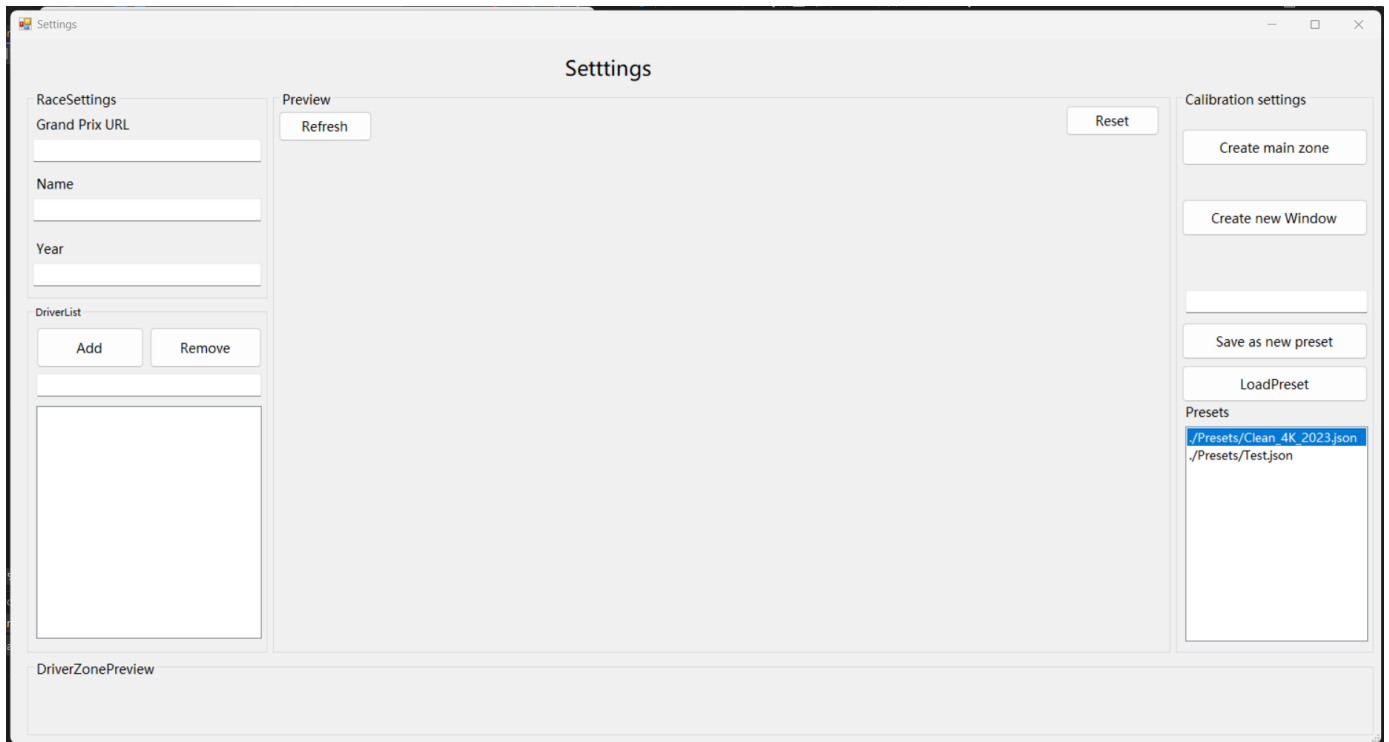 Settings
Setttings
RaceSettings
Grand Prix URL
Name
Year
DriverList
Add Remove
Preview
Refresh
Reset
Calibration settings
Create main zone
Create new Window
Save as new preset
LoadPreset
Presets
./Presets/Clean_4K_2023.json
./Presets/Test.json
DriverZonePreview